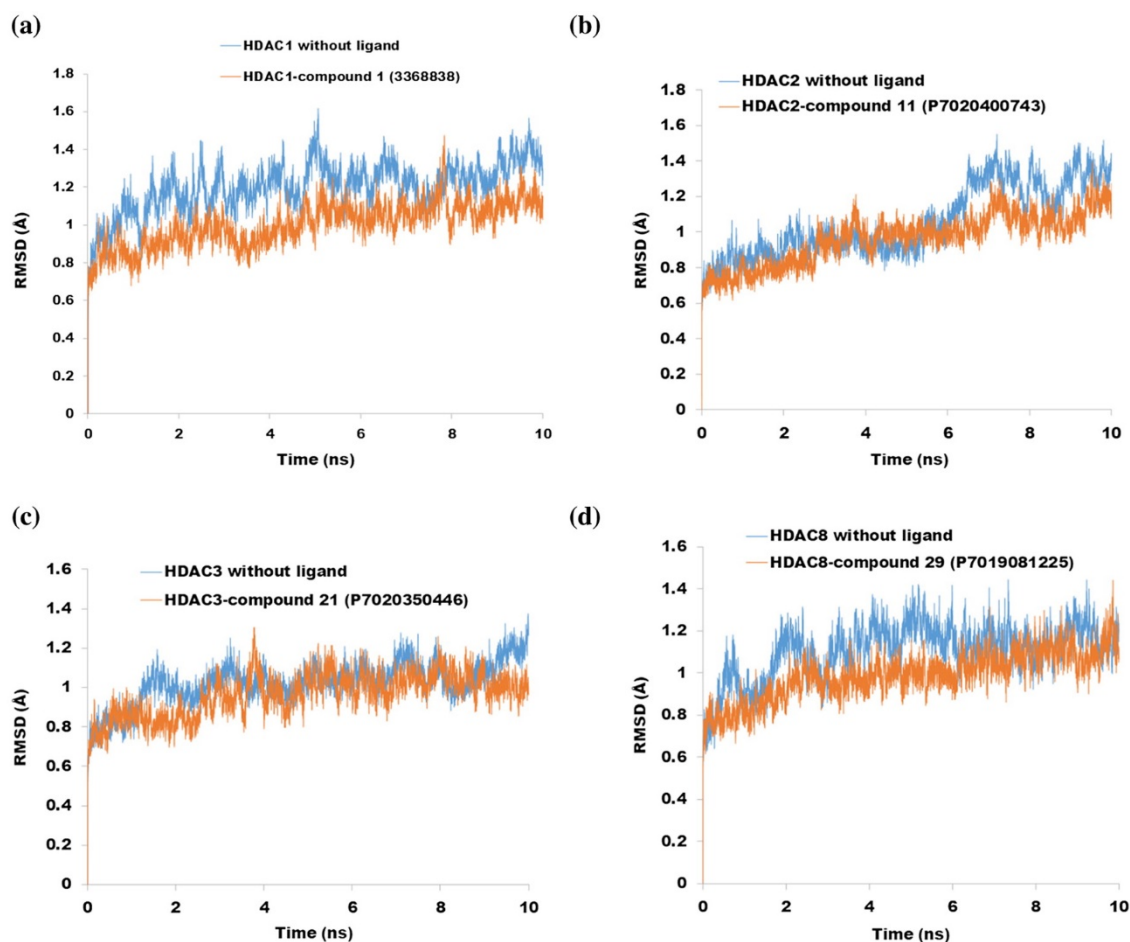 (a)
HDAC1 without ligand
HDAC1-compound 1 (3368838)
1.8
1.6
1.4
1.2
1
0.8
0.6
0.4
0.2
0
RMSD (Å)
0 2 4 6 8 10
Time (ns)
(b)
HDAC2 without ligand
HDAC2-compound 11 (P7020400743)
1.8
1.6
1.4
1.2
1
0.8
0.6
0.4
0.2
0
RMSD (Å)
0 2 4 6 8 10
Time (ns)
(c)
HDAC3 without ligand
HDAC3-compound 21 (P7020350446)
1.6
1.4
1.2
1
0.8
0.6
0.4
0.2
0
RMSD (Å)
0 2 4 6 8 10
Time (ns)
(d)
HDAC8 without ligand
HDAC8-compound 29 (P7019081225)
1.6
1.4
1.2
1
0.8
0.6
0.4
0.2
0
RMSD (Å)
0 2 4 6 8 10
Time (ns)